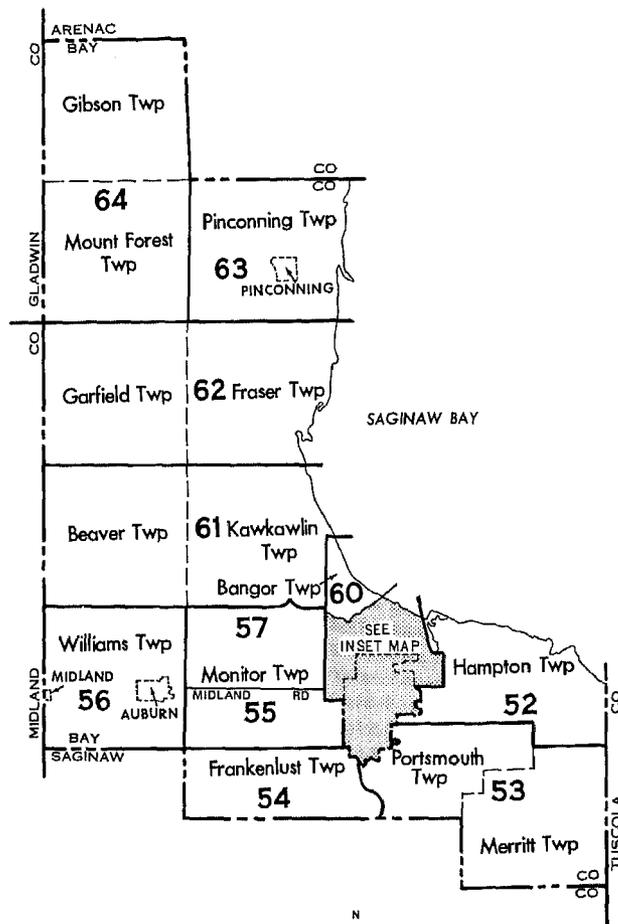 ARENAC
CO
BAY
Gibson Twp
CO
CO
64
Pinconning Twp
Mount Forest
Twp
63
PINCONNING
GLADWIN
CO
Garfield Twp
62 Fraser Twp
SAGINAW BAY
Beaver Twp
61 Kawkawlin
Twp
Bangor Twp
60
57
SEE
INSET MAP
Williams Twp
Monitor Twp
Hampton Twp
MIDLAND
MIDLAND RD
56
55
52
AUBURN
MIDLAND
CO
BAY
SAGINAW
Frankenlust Twp
Portsmouth
Twp
54
53
Merritt Twp
TUSCOLA
CO
CO
N